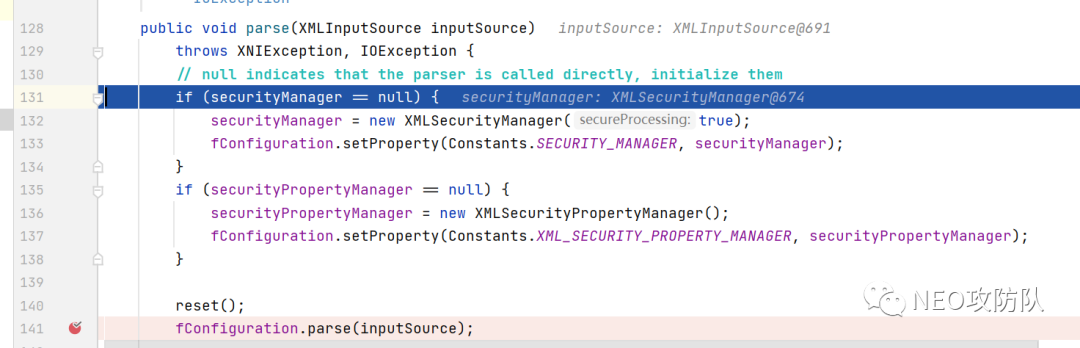 IOException
128 public void parse(XMLInputSource inputSource) inputSource: XMLInputSource@691
129 throws XNIException, IOException {
130 // null indicates that the parser is called directly, initialize them
131 if (securityManager == null) { securityManager: XMLSecurityManager@674
132 securityManager = new XMLSecurityManager( secureProcessing: true);
133 fConfiguration.setProperty(Constants.SECURITY_MANAGER, securityManager);
134 }
135 if (securityPropertyManager == null) {
136 securityPropertyManager = new XMLSecurityPropertyManager();
137 fConfiguration.setProperty(Constants.XML_SECURITY_PROPERTY_MANAGER, securityPropertyManager);
138 }
139
140 reset();
NEO攻防队
141 fConfiguration.parse(inputSource);